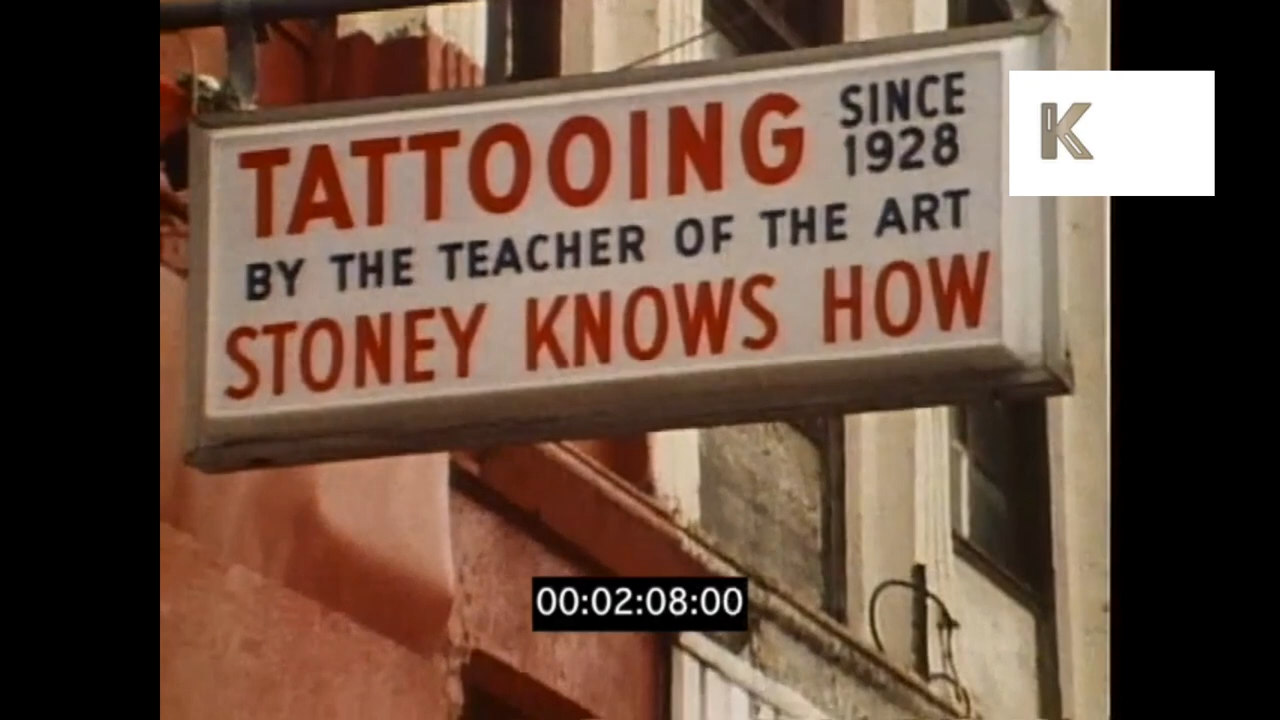 TATTOOING SINCE 1928
BY THE TEACHER OF THE ART
STONEY KNOWS HOW
K
00:02:08:00